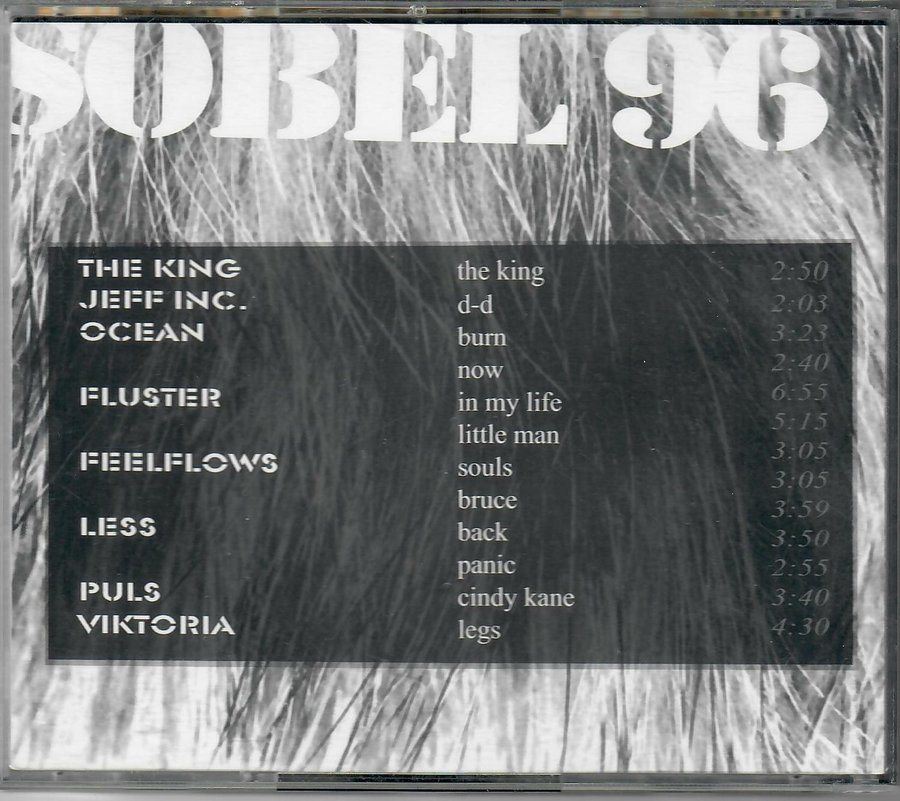 SOBEL 96
THE KING
JEFF INC.
OCEAN
FLUSTER
FEELFLOWS
LESS
PULS
VIKTORIA
the king
d-d
burn
now
in my life
little man
souls
bruce
back
panic
cindy kane
legs
2:50
2:03
3:23
2:40
6:55
5:15
3:05
3:05
3:59
3:50
2:55
3:40
4:30